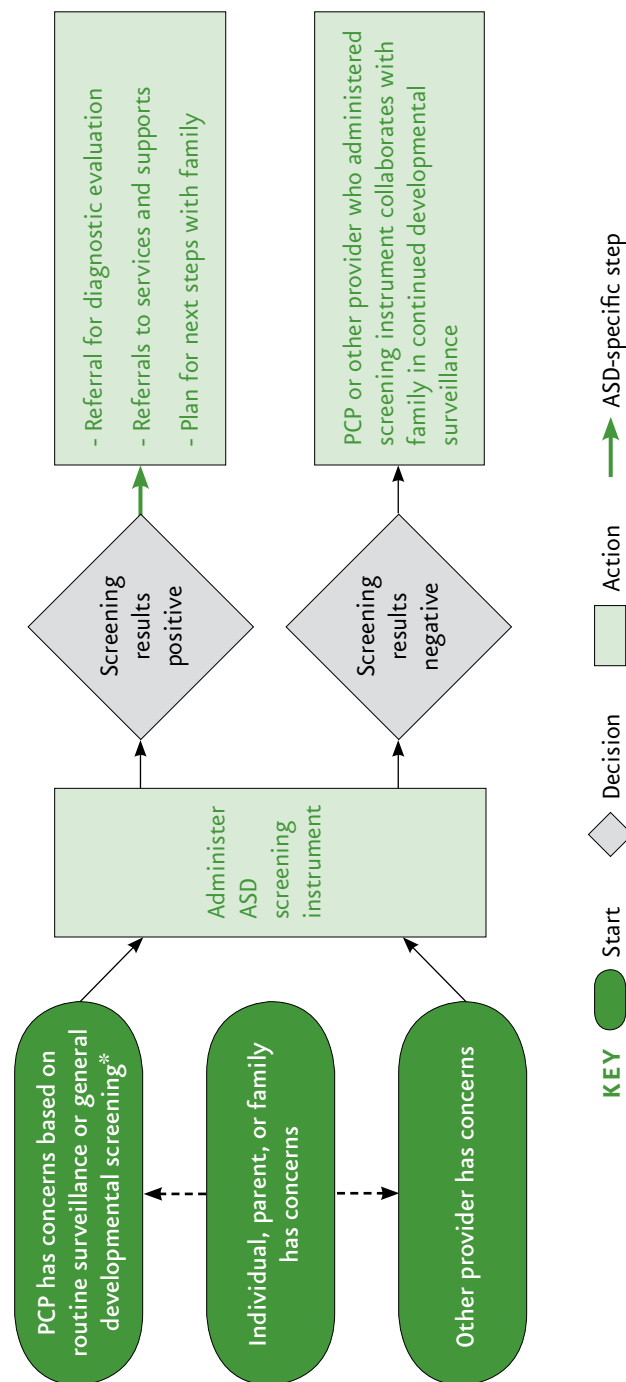 PCP has concerns based on
routine surveillance or general
developmental screening*
Individual, parent, or family
has concerns
Other provider has concerns
Administer
ASD
screening
instrument
Screening
results
positive
Screening
results
negative
- Referral for diagnostic evaluation
- Referrals to services and supports
- Plan for next steps with family
PCP or other provider who administered
screening instrument collaborates with
family in continued developmental
surveillance
KEY Start Decision Action ASD-specific step